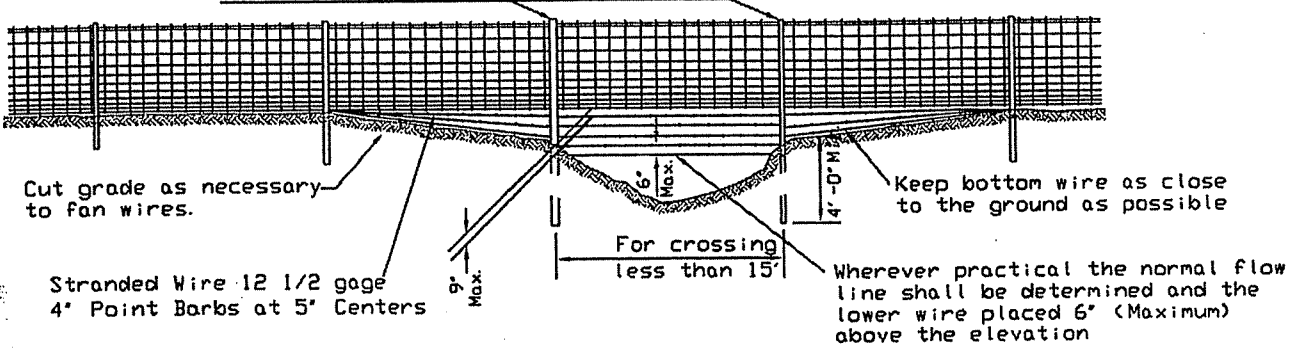 Cut grade as necessary
to fan wires.
Stranded Wire 12 1/2 gage
4" Point Barbs at 5" Centers
9"
Max.
6"
Max.
For crossing
less than 15'
4'-0" M
Keep bottom wire as close
to the ground as possible
Wherever practical the normal flow
line shall be determined and the
lower wire placed 6" (Maximum)
above the elevation